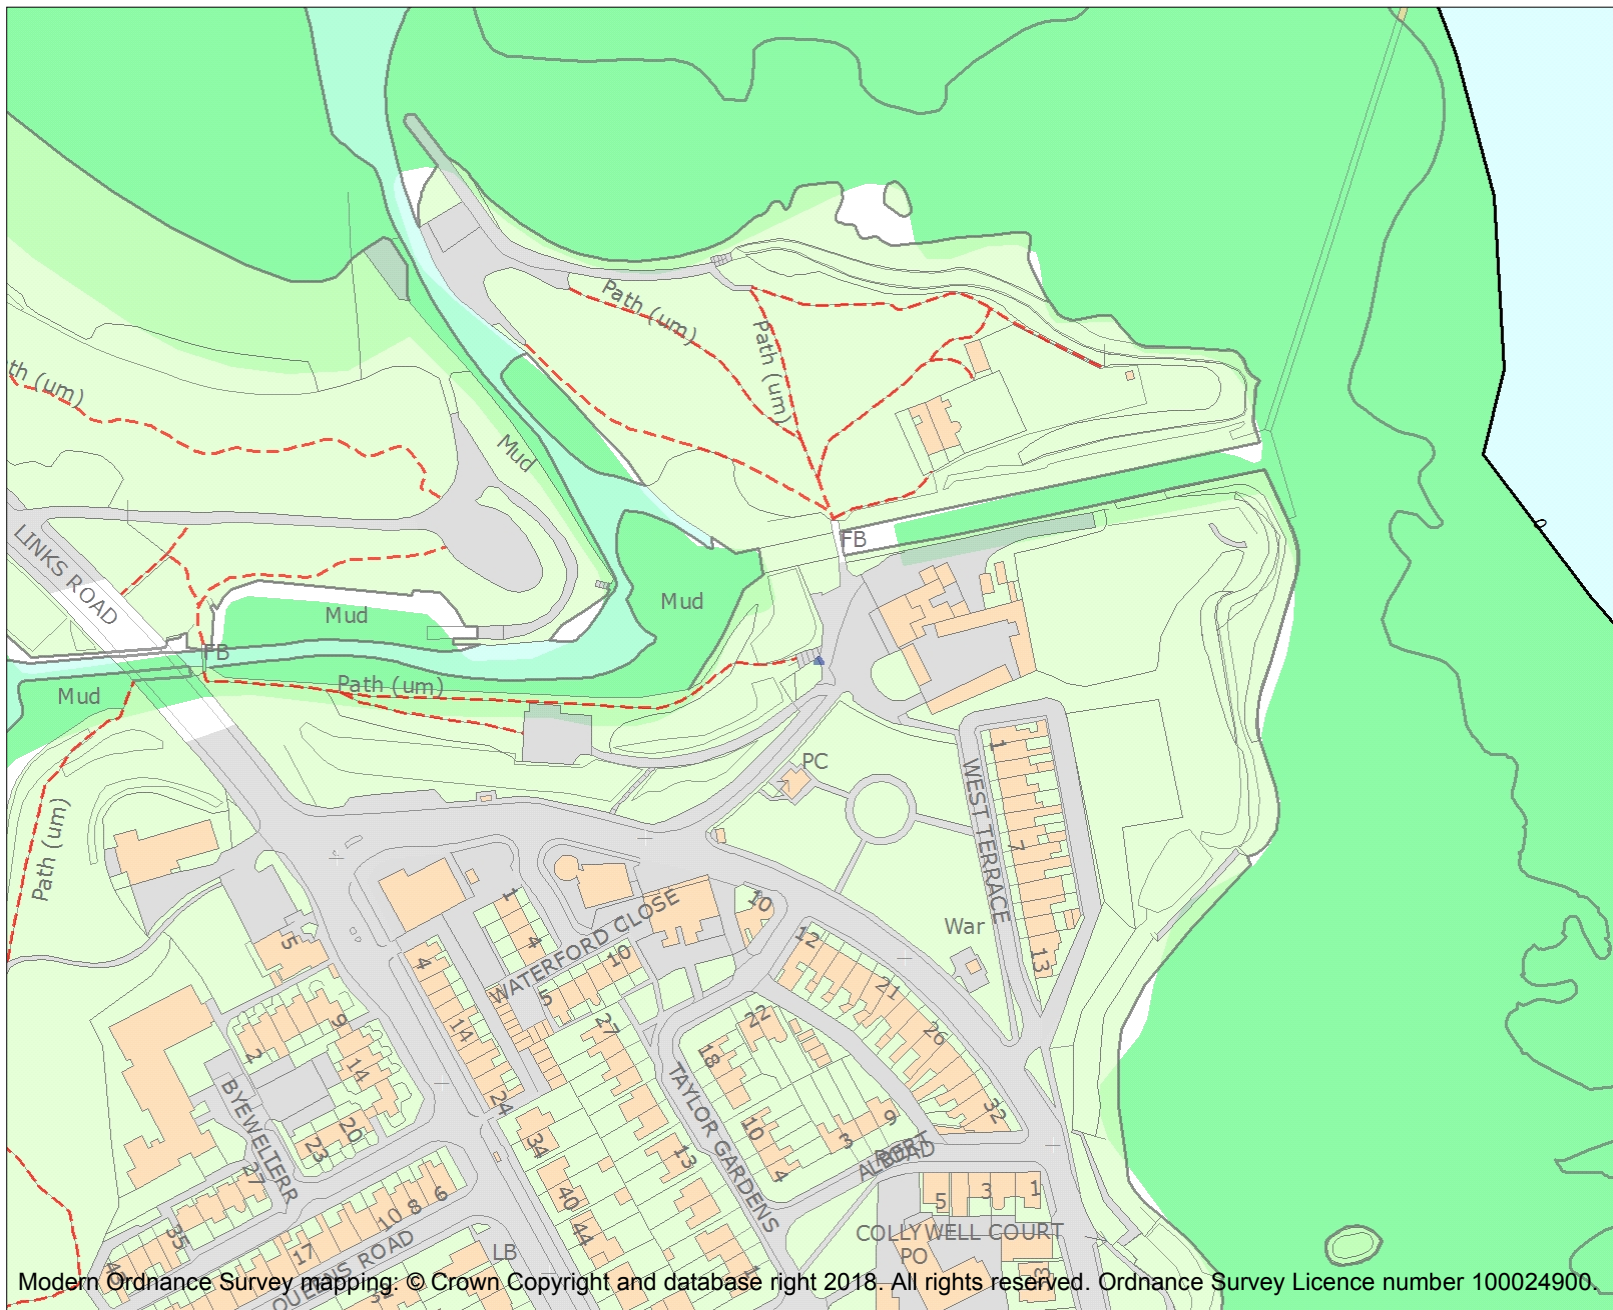 Path (um)
Path (um)
th (um)
Mud
LINKS ROAD
FB
Mud
Mud
FB
Path (um)
Mud
PC
1
WEST TERRACE
7
Path (um)
10
1
WATERFORD CLOSE
4
5
4
10
12
War
13
5
21
14
27
22
26
9
2
14
18
32
BYEWELTERR
TAYLOR GARDENS
24
20
23
34
10
9
3
13
4
ALBERT
ROAD
27
6
8
10
40
5
3
1
35
17
44
COLLYWELL COURT
QUEENS ROAD
LB
PO
1
Modern Ordnance Survey mapping: © Crown Copyright and database right 2018. All rights reserved. Ordnance Survey Licence number 100024900.